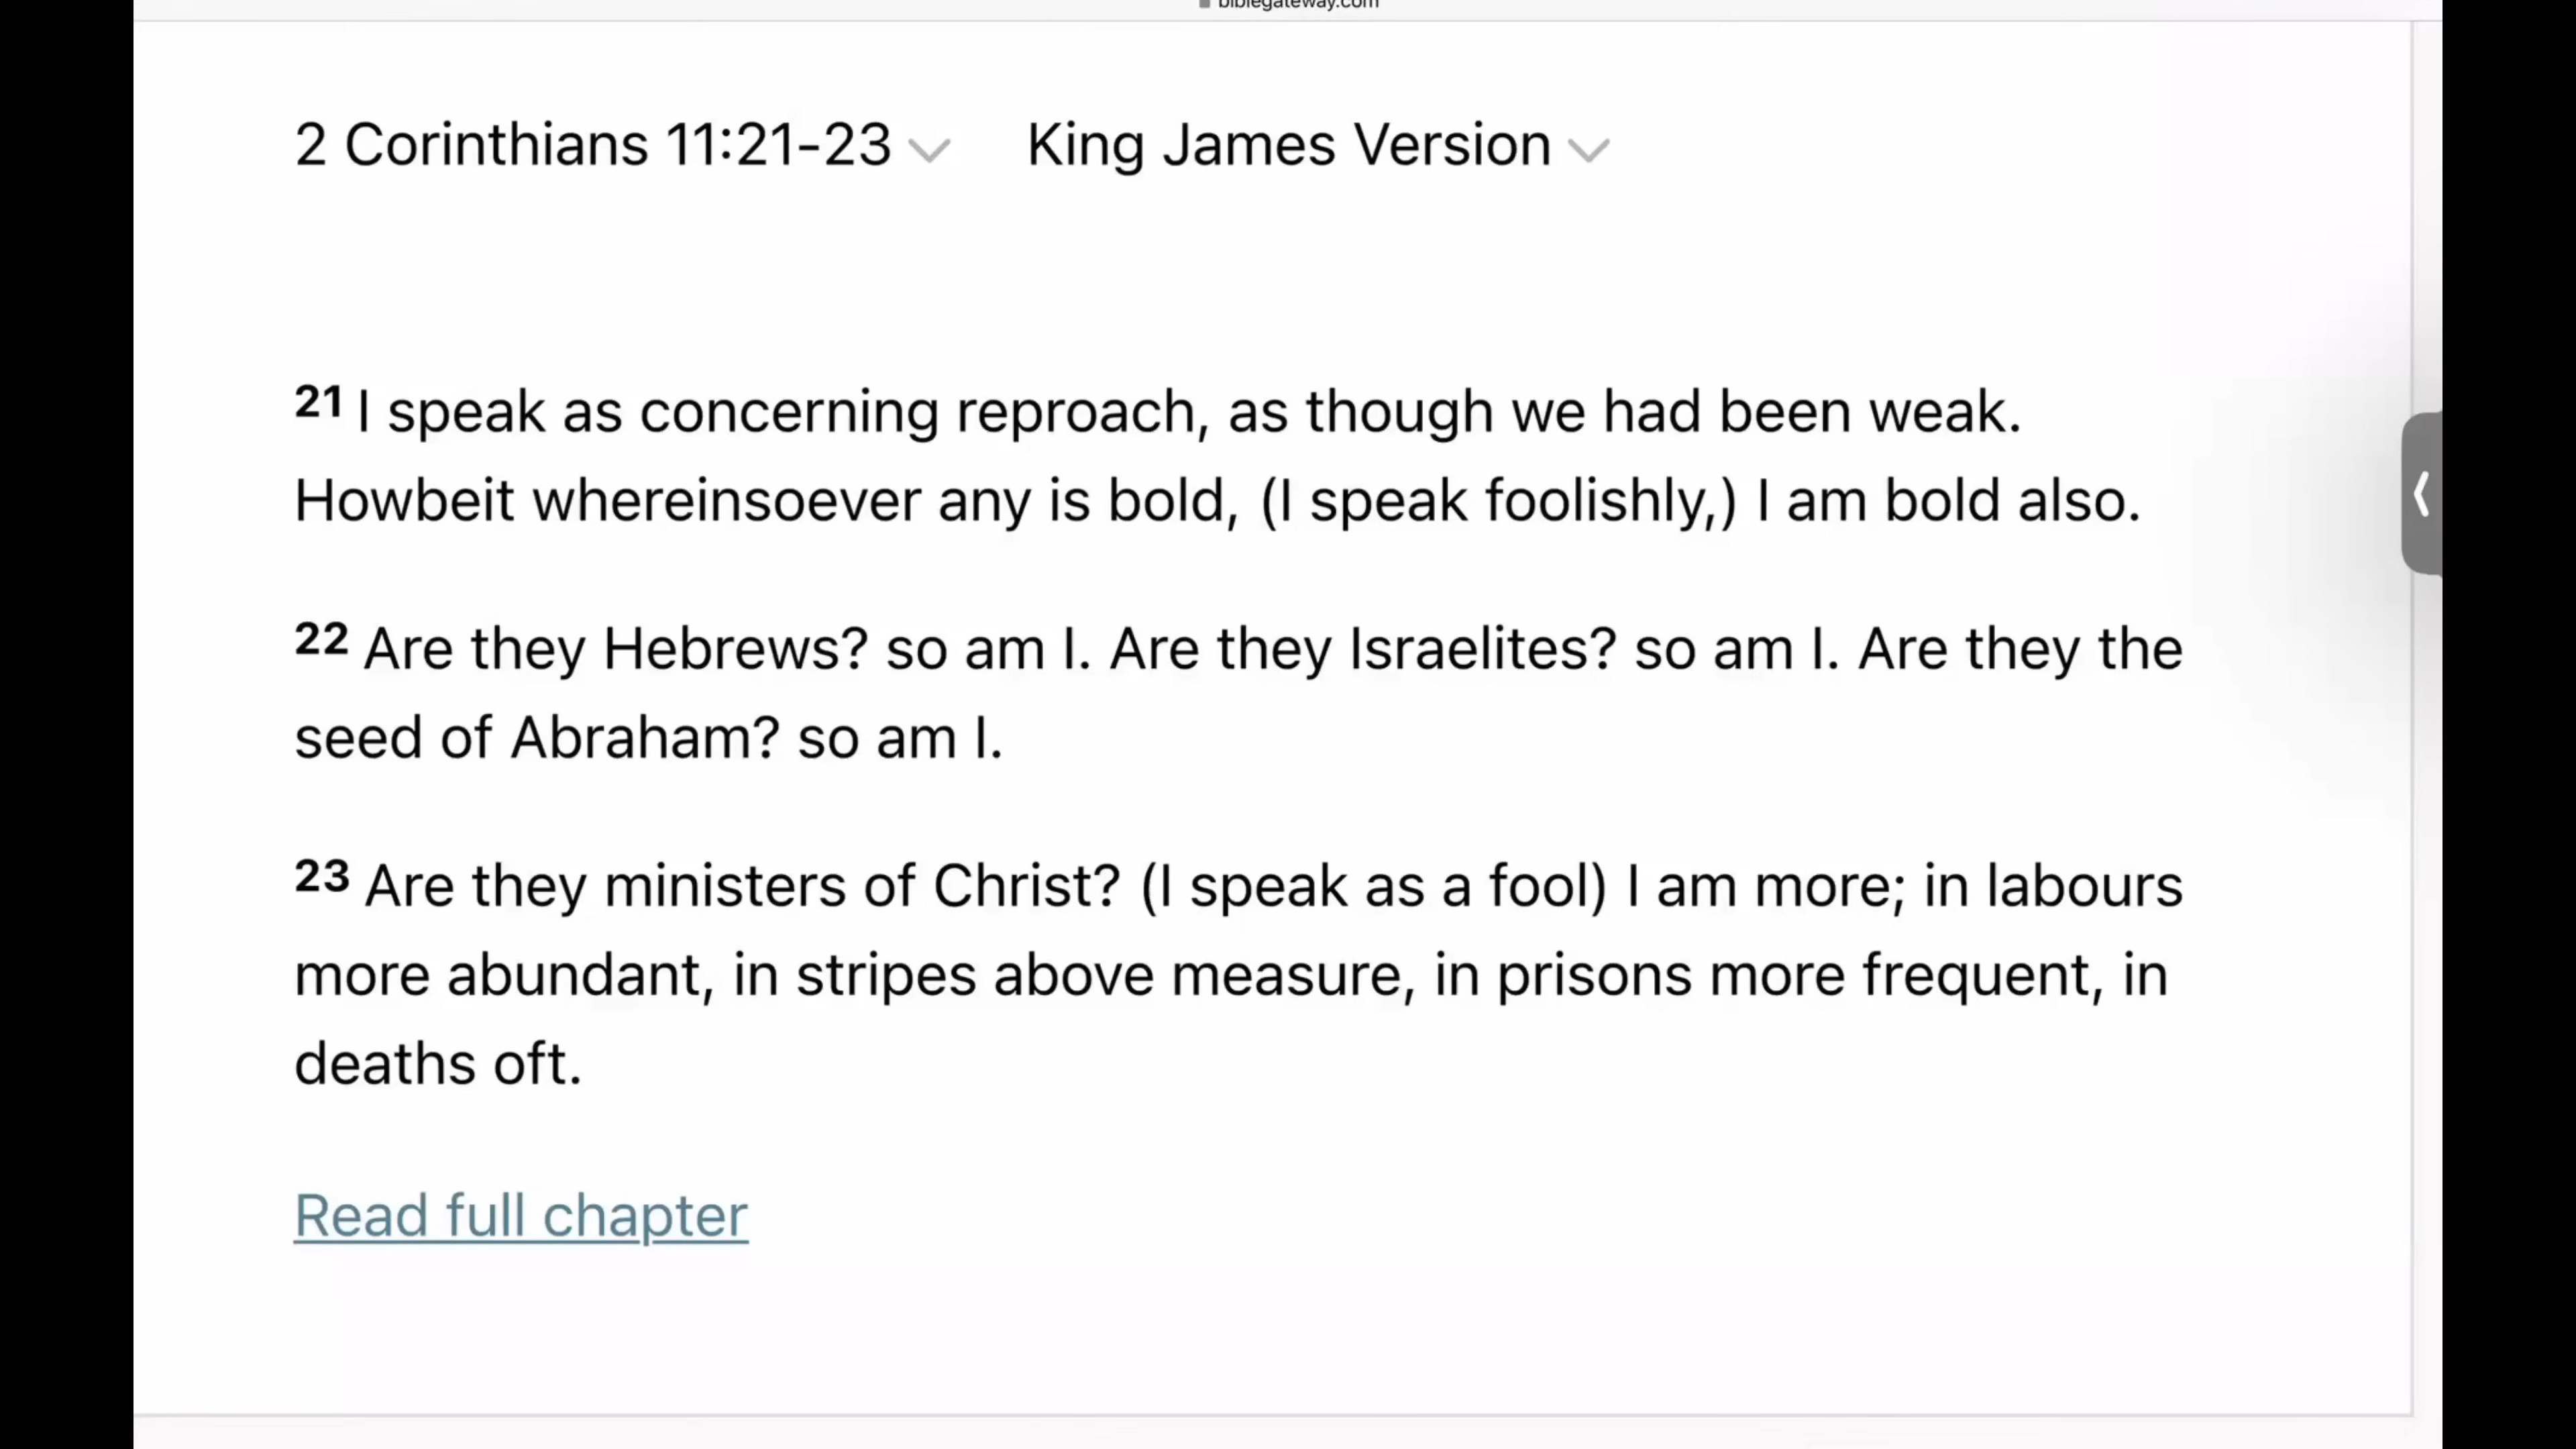 biblegateway.com
2 Corinthians 11:21-23 King James Version
21 I speak as concerning reproach, as though we had been weak.
Howbeit whereinsoever any is bold, (I speak foolishly,) I am bold also.
22 Are they Hebrews? so am I. Are they Israelites? so am I. Are they the
seed of Abraham? so am I.
23 Are they ministers of Christ? (I speak as a fool) I am more; in labours
more abundant, in stripes above measure, in prisons more frequent, in
deaths oft.
Read full chapter